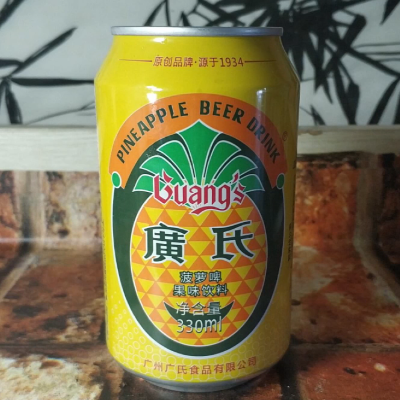 原创品牌·源于1934
PINEAPPLE BEER DRINK
Guang's
廣氏
菠萝啤
果味饮料
净含量
330ml
广州广氏食品有限公司